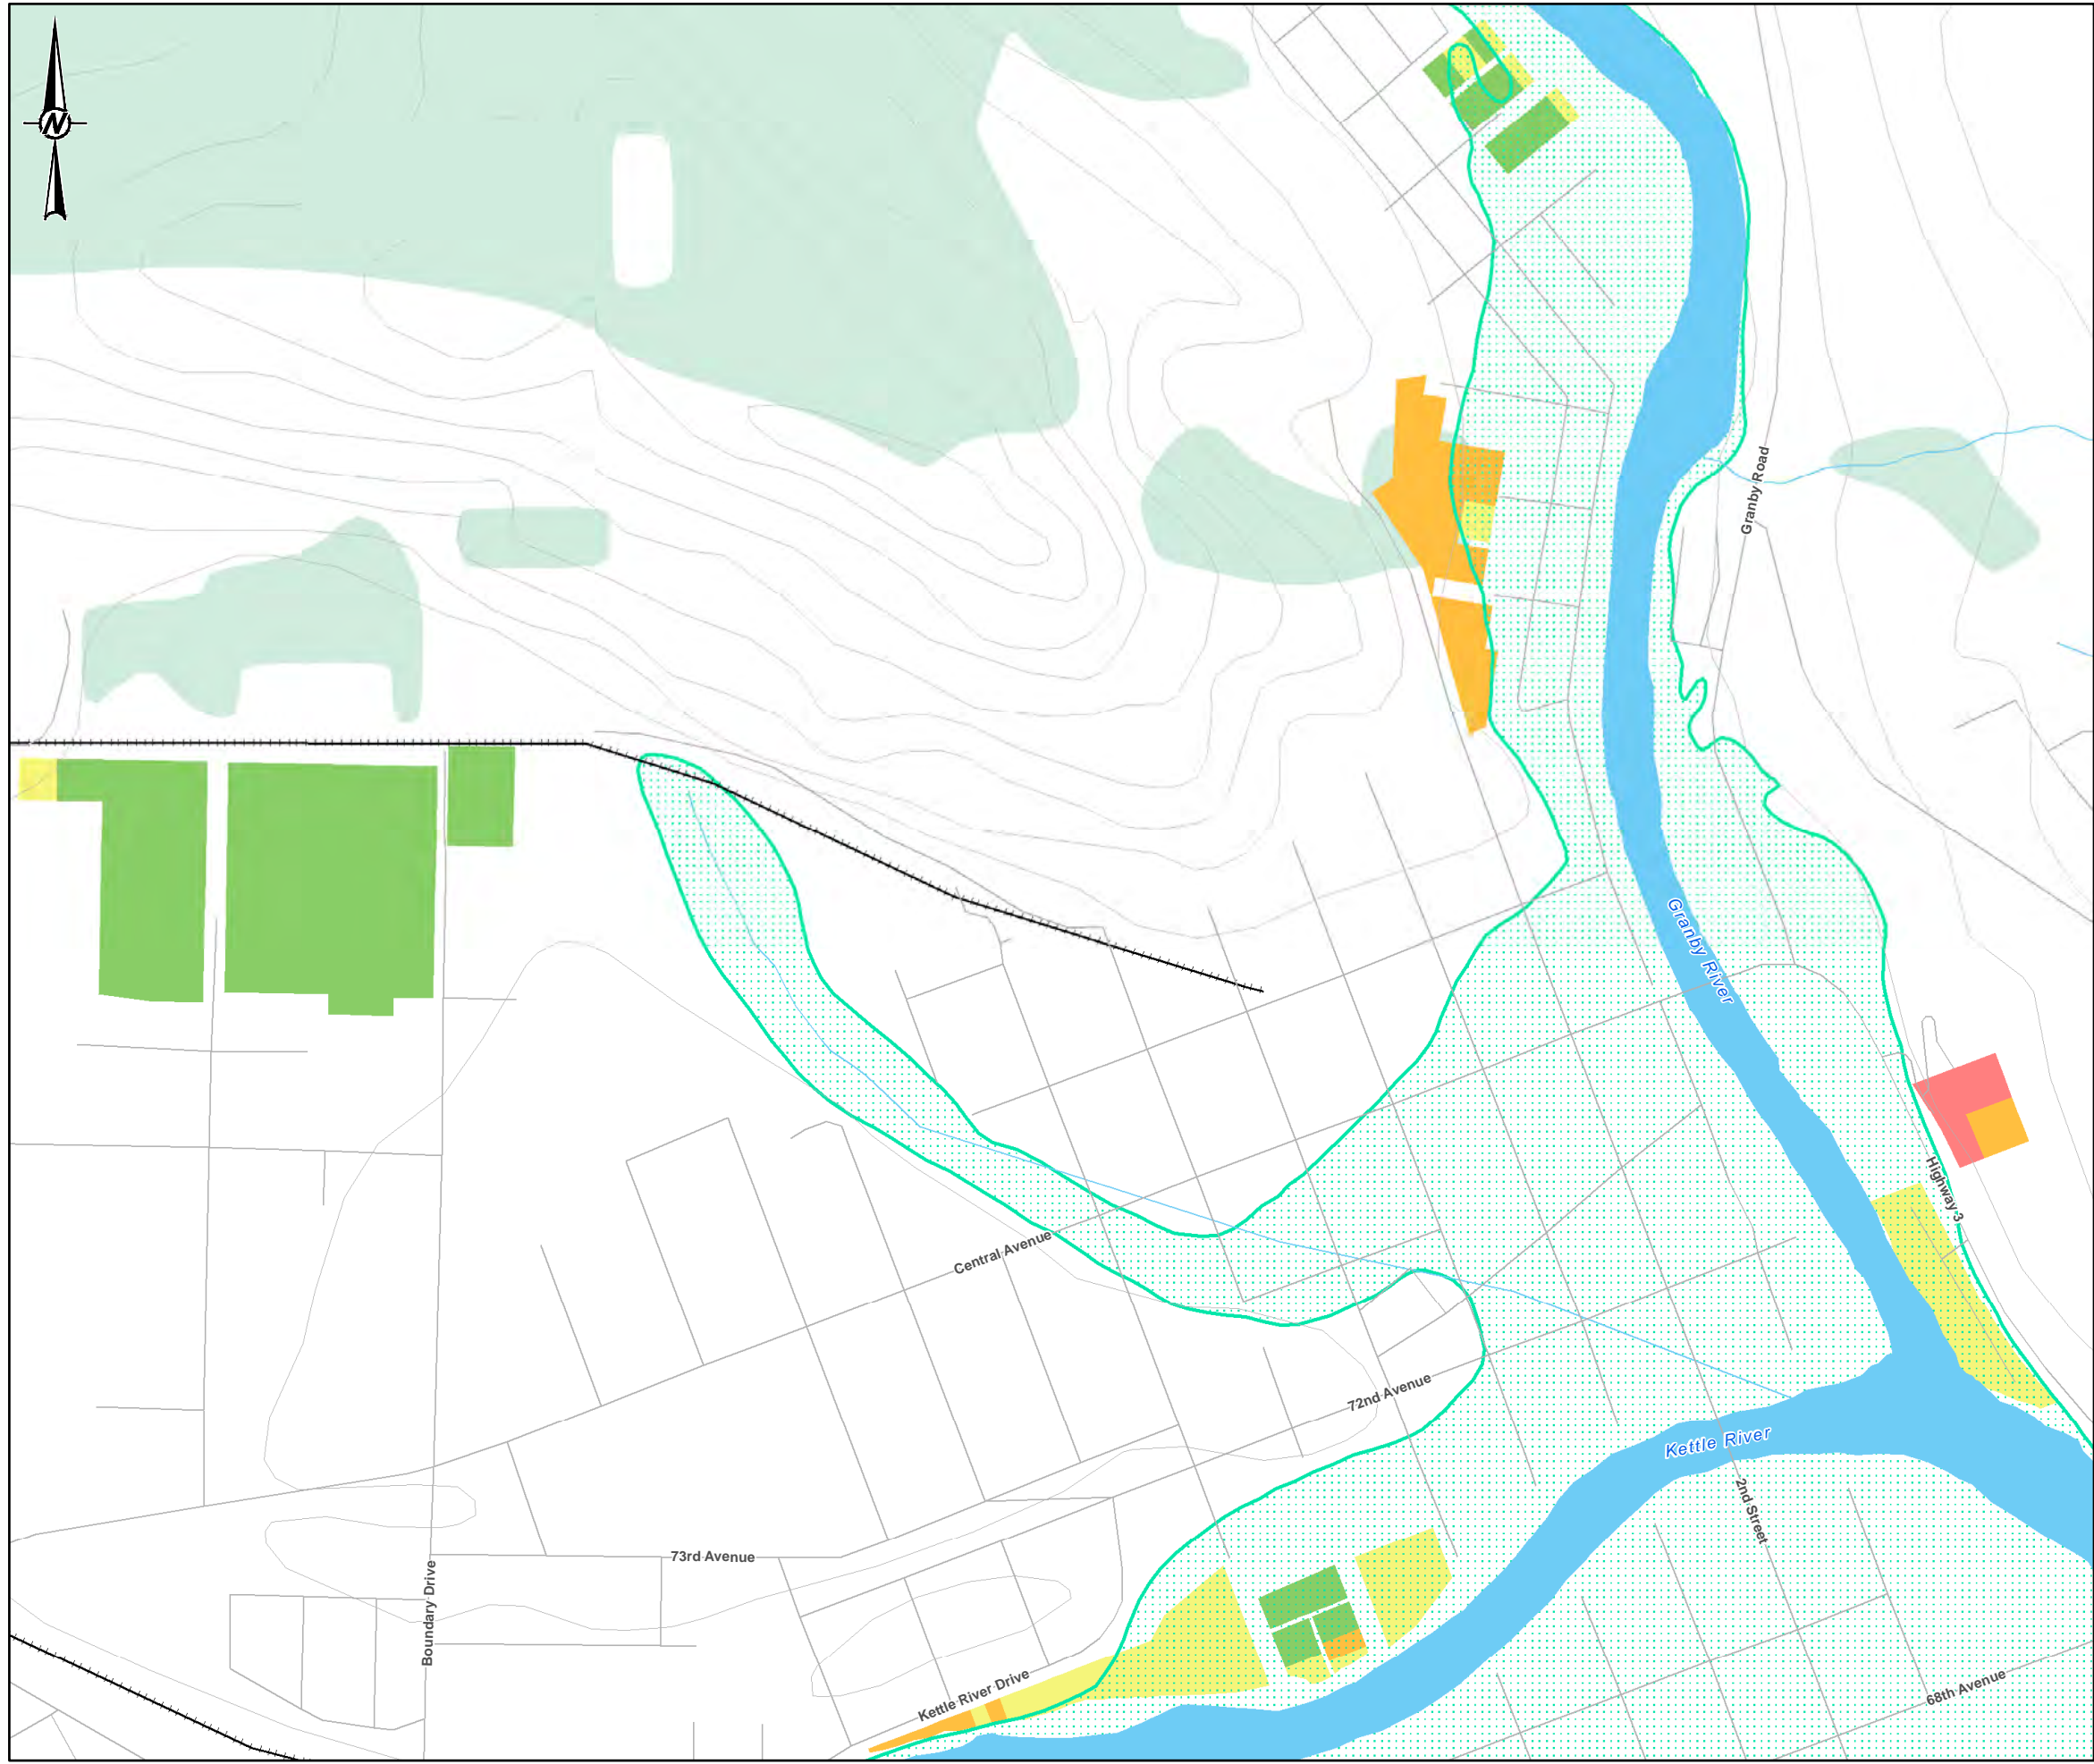 N
Granby Road
Granby River
Highway 3
Central Avenue
72nd Avenue
Kettle River
2nd Street
73rd Avenue
Boundary Drive
Kettle River Drive
68th Avenue